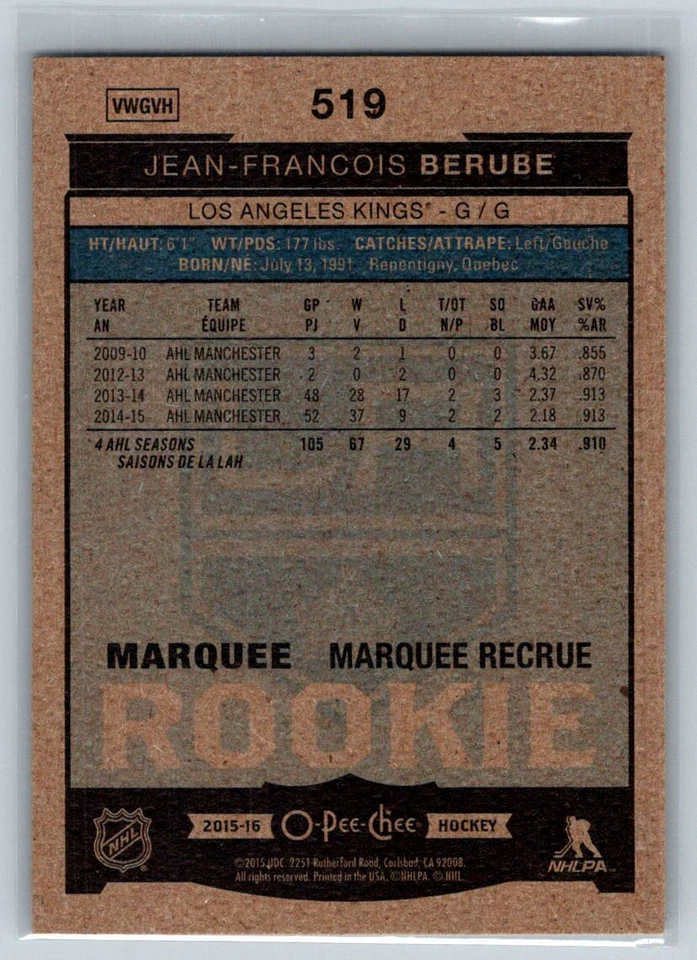 VWGVH 519
JEAN-FRANCOIS BERUBE
LOS ANGELES KINGS® - G / G
HT/HAUT: 6'1" WT/PDS: 177 lbs. CATCHES/ATTRAPE: Left/Gauche
BORN/NÉ: July 13, 1991 Repentigny, Quebec
YEAR TEAM GP W L T/OT SO GAA SV%
AN ÉQUIPE PJ V D N/P BL MOY %AR
2009-10 AHL MANCHESTER 3 2 1 0 0 3.67 .855
2012-13 AHL MANCHESTER 2 0 2 0 0 4.32 .870
2013-14 AHL MANCHESTER 48 28 17 2 3 2.37 .913
2014-15 AHL MANCHESTER 52 37 9 2 2 2.18 .913
4 AHL SEASONS 105 67 29 4 5 2.34 .910
SAISONS DE LA LAH
MARQUEE MARQUEE RECRUE
ROOKIE
NHL 2015-16 O-Pee-Chee HOCKEY NHLPA
©2015 UDC. 2251 Rutherford Road, Carlsbad, CA 92008.
All rights reserved. Printed in the USA. ©NHLPA. © NHL.